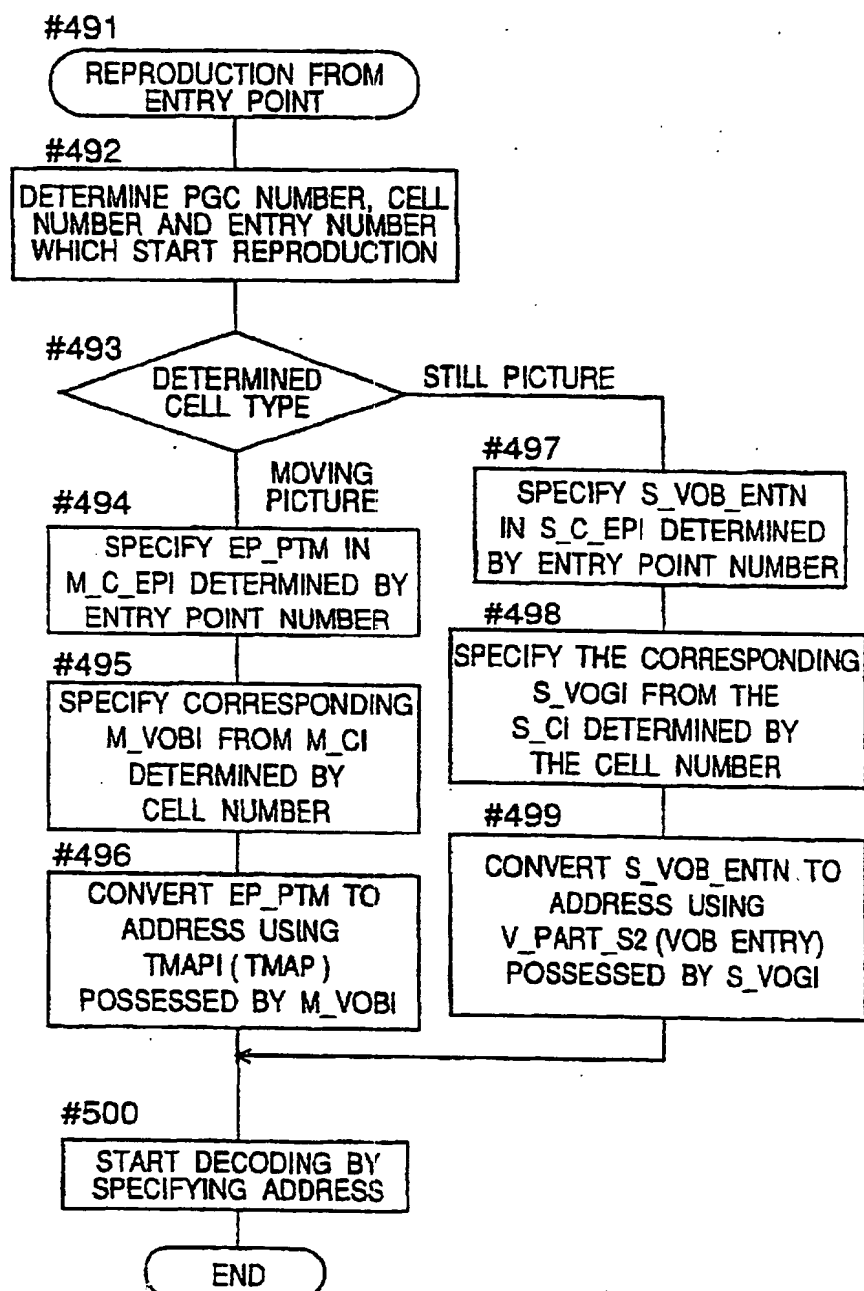 #491
REPRODUCTION FROM
ENTRY POINT
#492
DETERMINE PGC NUMBER, CELL
NUMBER AND ENTRY NUMBER
WHICH START REPRODUCTION
#493
DETERMINED
CELL TYPE
STILL PICTURE
MOVING
PICTURE
#494
SPECIFY EP_PTM IN
M_C_EPI DETERMINED BY
ENTRY POINT NUMBER
#495
SPECIFY CORRESPONDING
M_VOBI FROM M_CI
DETERMINED BY
CELL NUMBER
#496
CONVERT EP_PTM TO
ADDRESS USING
TMAPI (TMAP)
POSSESSED BY M_VOBI
#497
SPECIFY S_VOB_ENTN
IN S_C_EPI DETERMINED
BY ENTRY POINT NUMBER
#498
SPECIFY THE CORRESPONDING
S_VOGI FROM THE
S_CI DETERMINED BY
THE CELL NUMBER
#499
CONVERT S_VOB_ENTN TO
ADDRESS USING
V_PART_S2 (VOB ENTRY)
POSSESSED BY S_VOGI
#500
START DECODING BY
SPECIFYING ADDRESS
END